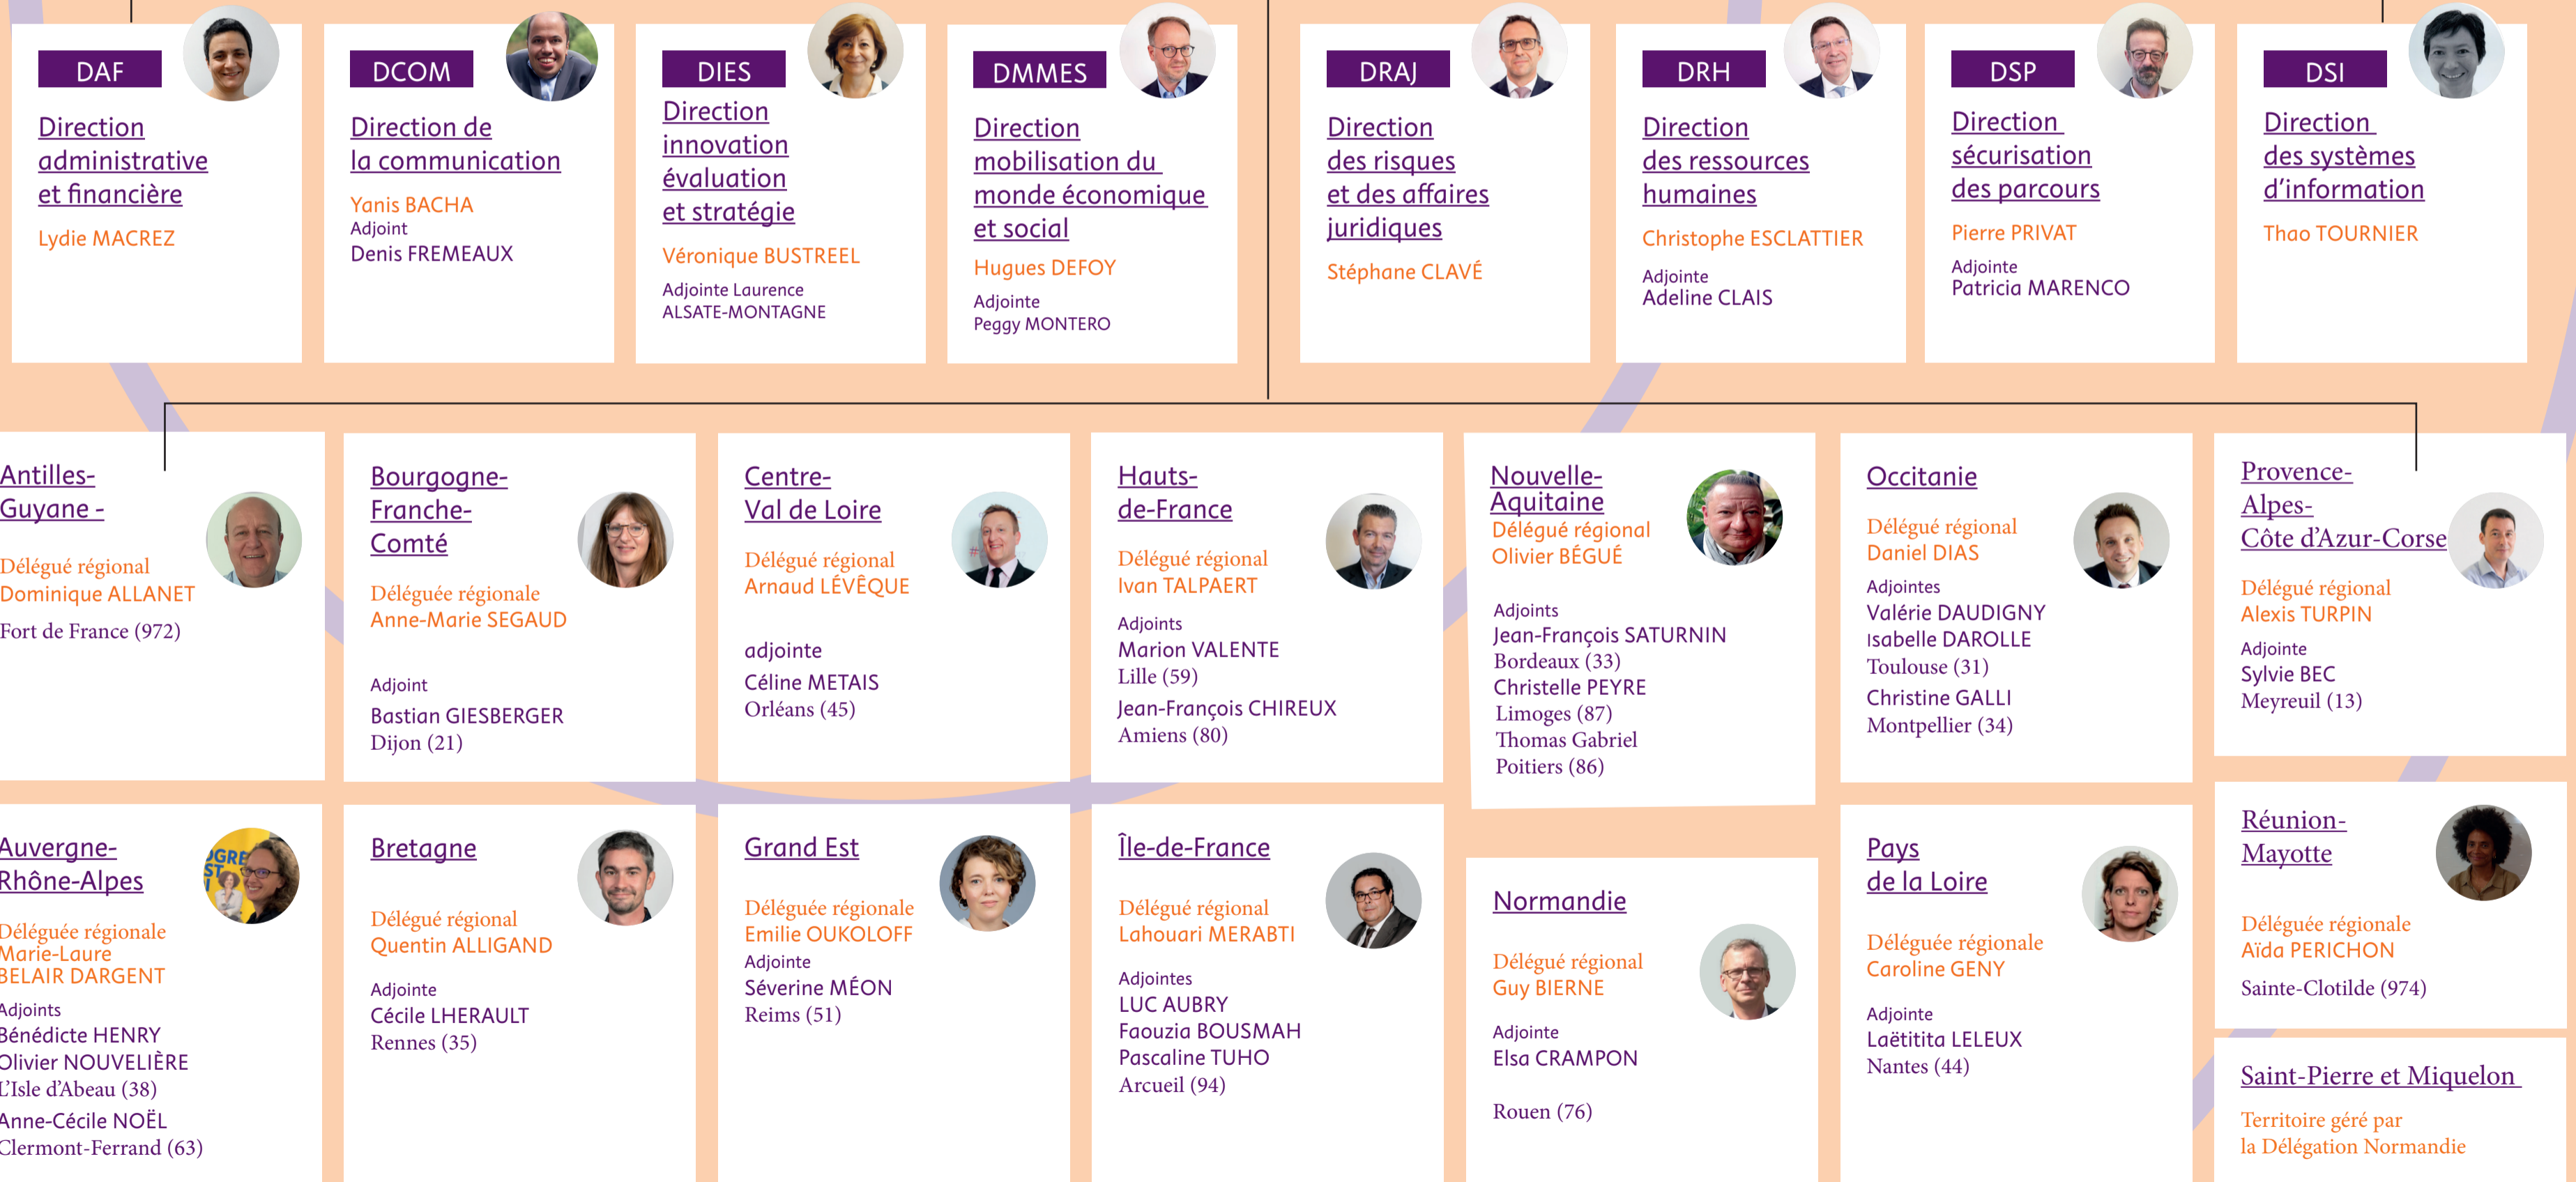 DAF
Direction
administrative
et financière
Lydie MACREZ
DCOM
Direction de
la communication
Yanis BACHA
Adjoint
Denis FREMEAUX
DIES
Direction
innovation
évaluation
et stratégie
Véronique BUSTREEL
Adjointe Laurence
ALSATE-MONTAGNE
DMMES
Direction
mobilisation du
monde économique
et social
Hugues DEFOY
Adjointe
Peggy MONTERO
DRAJ
Direction
des risques
et des affaires
juridiques
Stéphane CLAVÉ
DRH
Direction
des ressources
humaines
Christophe ESCLATTIER
Adjointe
Adeline CLAIS
DSP
Direction
sécurisation
des parcours
Pierre PRIVAT
Adjointe
Patricia MARENCO
DSI
Direction
des systèmes
d'information
Thao TOURNIER
Antilles-
Guyane -
Délégué régional
Dominique ALLANET
Fort de France (972)
Bourgogne-
Franche-
Comté
Déléguée régionale
Anne-Marie SEGAUD
Adjoint
Bastian GIESBERGER
Dijon (21)
Centre-
Val de Loire
Délégué régional
Arnaud LÉVÊQUE
adjointe
Céline METAIS
Orléans (45)
Hauts-
de-France
Délégué régional
Ivan TALPAERT
Adjoints
Marion VALENTE
Lille (59)
Jean-François CHIREUX
Amiens (80)
Nouvelle-
Aquitaine
Délégué régional
Olivier BÉGUÉ
Adjoints
Jean-François SATURNIN
Bordeaux (33)
Christelle PEYRE
Limoges (87)
Thomas Gabriel
Poitiers (86)
Occitanie
Délégué régional
Daniel DIAS
Adjointes
Valérie DAUDIGNY
Isabelle DAROLLE
Toulouse (31)
Christine GALLI
Montpellier (34)
Provence-
Alpes-
Côte d'Azur-Corse
Délégué régional
Alexis TURPIN
Adjointe
Sylvie BEC
Meyreuil (13)
Auvergne-
Rhône-Alpes
Déléguée régionale
Marie-Laure
BELAIR DARGENT
Adjoints
Bénédicte HENRY
Olivier NOUVELIÈRE
L'Isle d'Abeau (38)
Anne-Cécile NOËL
Clermont-Ferrand (63)
Bretagne
Délégué régional
Quentin ALLIGAND
Adjointe
Cécile LHERAULT
Rennes (35)
Grand Est
Déléguée régionale
Emilie OUKOLOFF
Adjointe
Séverine MÉON
Reims (51)
Île-de-France
Délégué régional
Lahouari MERABTI
Adjointes
LUC AUBRY
Faouzia BOUSMAH
Pascaline TUHO
Arcueil (94)
Normandie
Délégué régional
Guy BIERNE
Adjointe
Elsa CRAMPON
Rouen (76)
Pays
de la Loire
Déléguée régionale
Caroline GENY
Adjointe
Laëtitita LELEUX
Nantes (44)
Réunion-
Mayotte
Déléguée régionale
Aïda PERICHON
Sainte-Clotilde (974)
Saint-Pierre et Miquelon
Territoire géré par
la Délégation Normandie